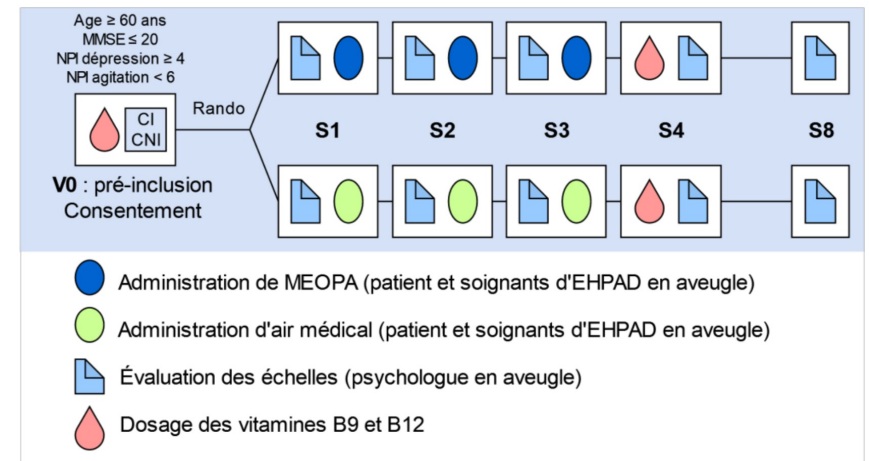 Age ≥ 60 ans
MMSE ≤ 20
NPI dépression ≥ 4
NPI agitation < 6
CI
CNI
Rando
V0 : pré-inclusion
Consentement
S1 S2 S3 S4 S8
Administration de MEOPA (patient et soignants d'EHPAD en aveugle)
Administration d'air médical (patient et soignants d'EHPAD en aveugle)
Évaluation des échelles (psychologue en aveugle)
Dosage des vitamines B9 et B12